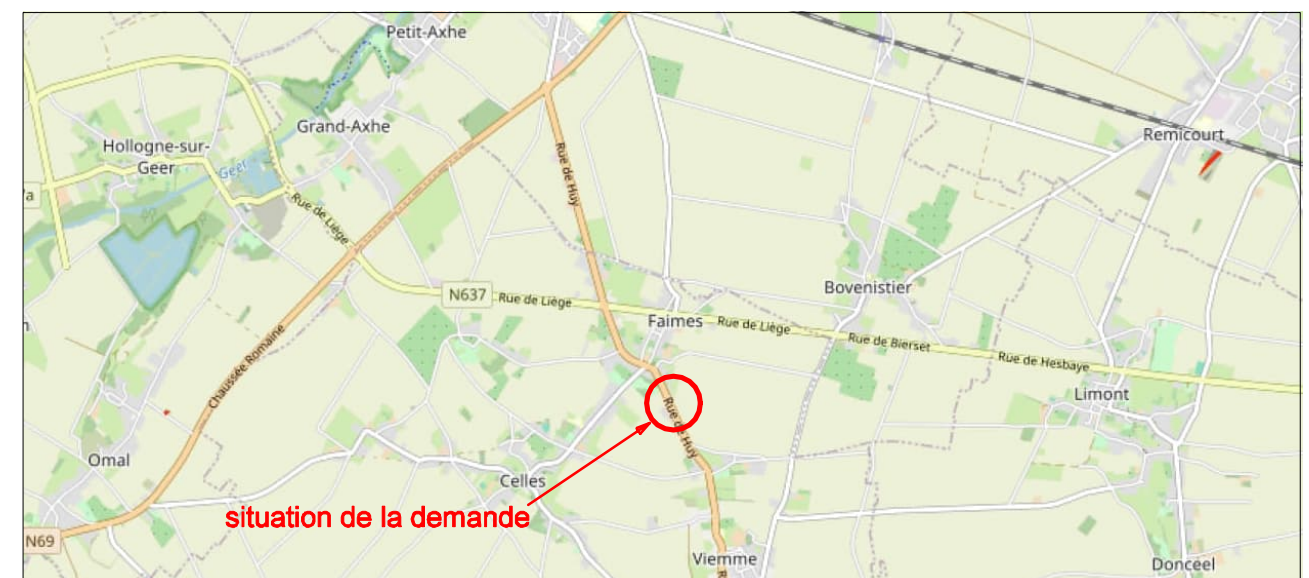 Petit-Axhe
Grand-Axhe
Hollogne-sur-
Geer
Geer
Remicourt
Rue de Huy
Rue de Liège
N637
Rue de Liège
Bovenistier
Faimes
Rue de Liège
Rue de Bierset
Rue de Hesbaye
Chaussée Romaine
Limont
Rue de Huy
Omal
Celles
situation de la demande
N69
Viemme
Donceel